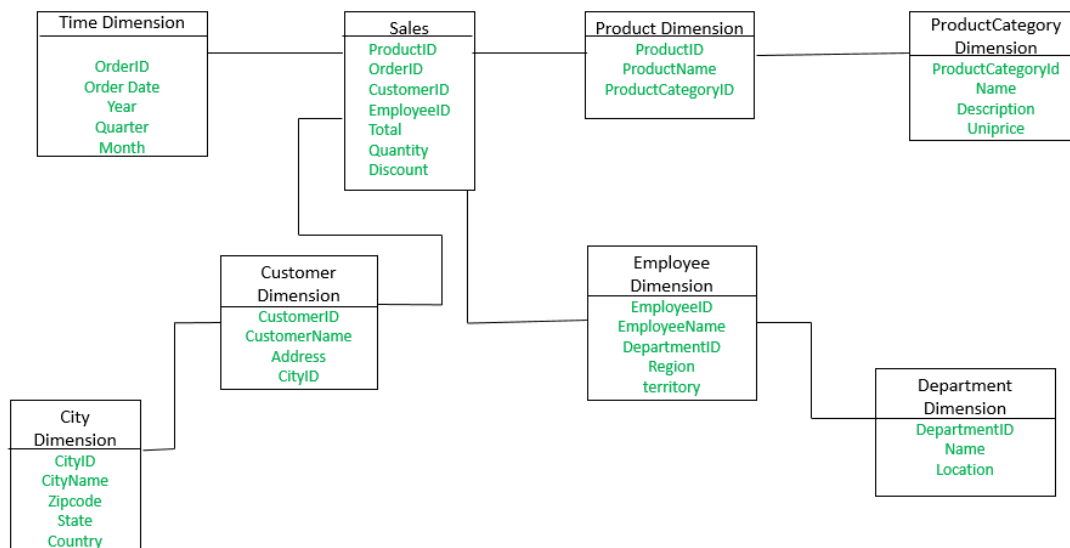 Time Dimension
OrderID
Order Date
Year
Quarter
Month
Sales
ProductID
OrderID
CustomerID
EmployeeID
Total
Quantity
Discount
Product Dimension
ProductID
ProductName
ProductCategoryID
ProductCategory
Dimension
ProductCategoryId
Name
Description
Uniprice
Customer
Dimension
CustomerID
CustomerName
Address
CityID
Employee
Dimension
EmployeeID
EmployeeName
DepartmentID
Region
territory
City
Dimension
CityID
CityName
Zipcode
State
Country
Department
Dimension
DepartmentID
Name
Location